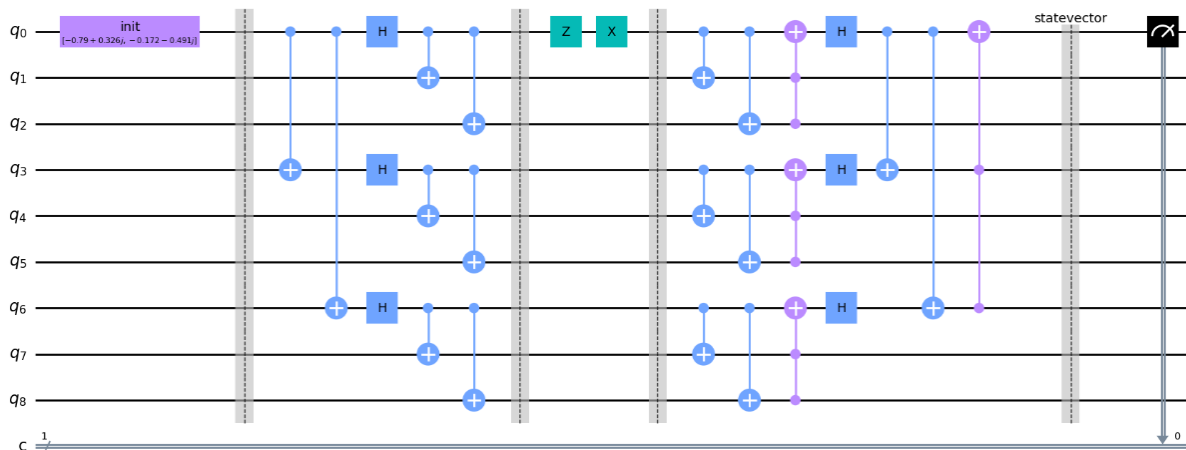 init
[−0.79+0.326j, −0.172−0.491j]
statevector
q0 H Z X H
q1
q2
q3 H H
q4
q5
q6 H H
q7
q8
1 0
c